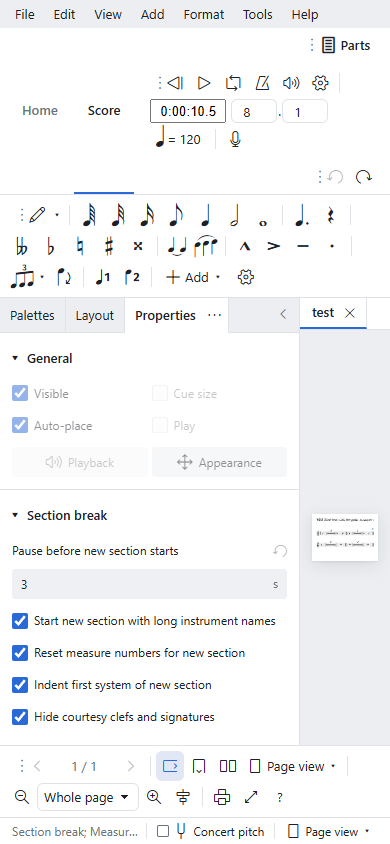 File Edit View Add Format Tools Help
Parts
Home Score 0:00:10.5 8 . 1
= 120
3 1 2 Add
Palettes Layout Properties ··· test
General
Visible Cue size
Auto-place Play
Playback Appearance
Section break
Pause before new section starts
3 s
Start new section with long instrument names
Reset measure numbers for new section
Indent first system of new section
Hide courtesy clefs and signatures
1 / 1 Page view
Whole page ?
Section break; Measur... Concert pitch Page view